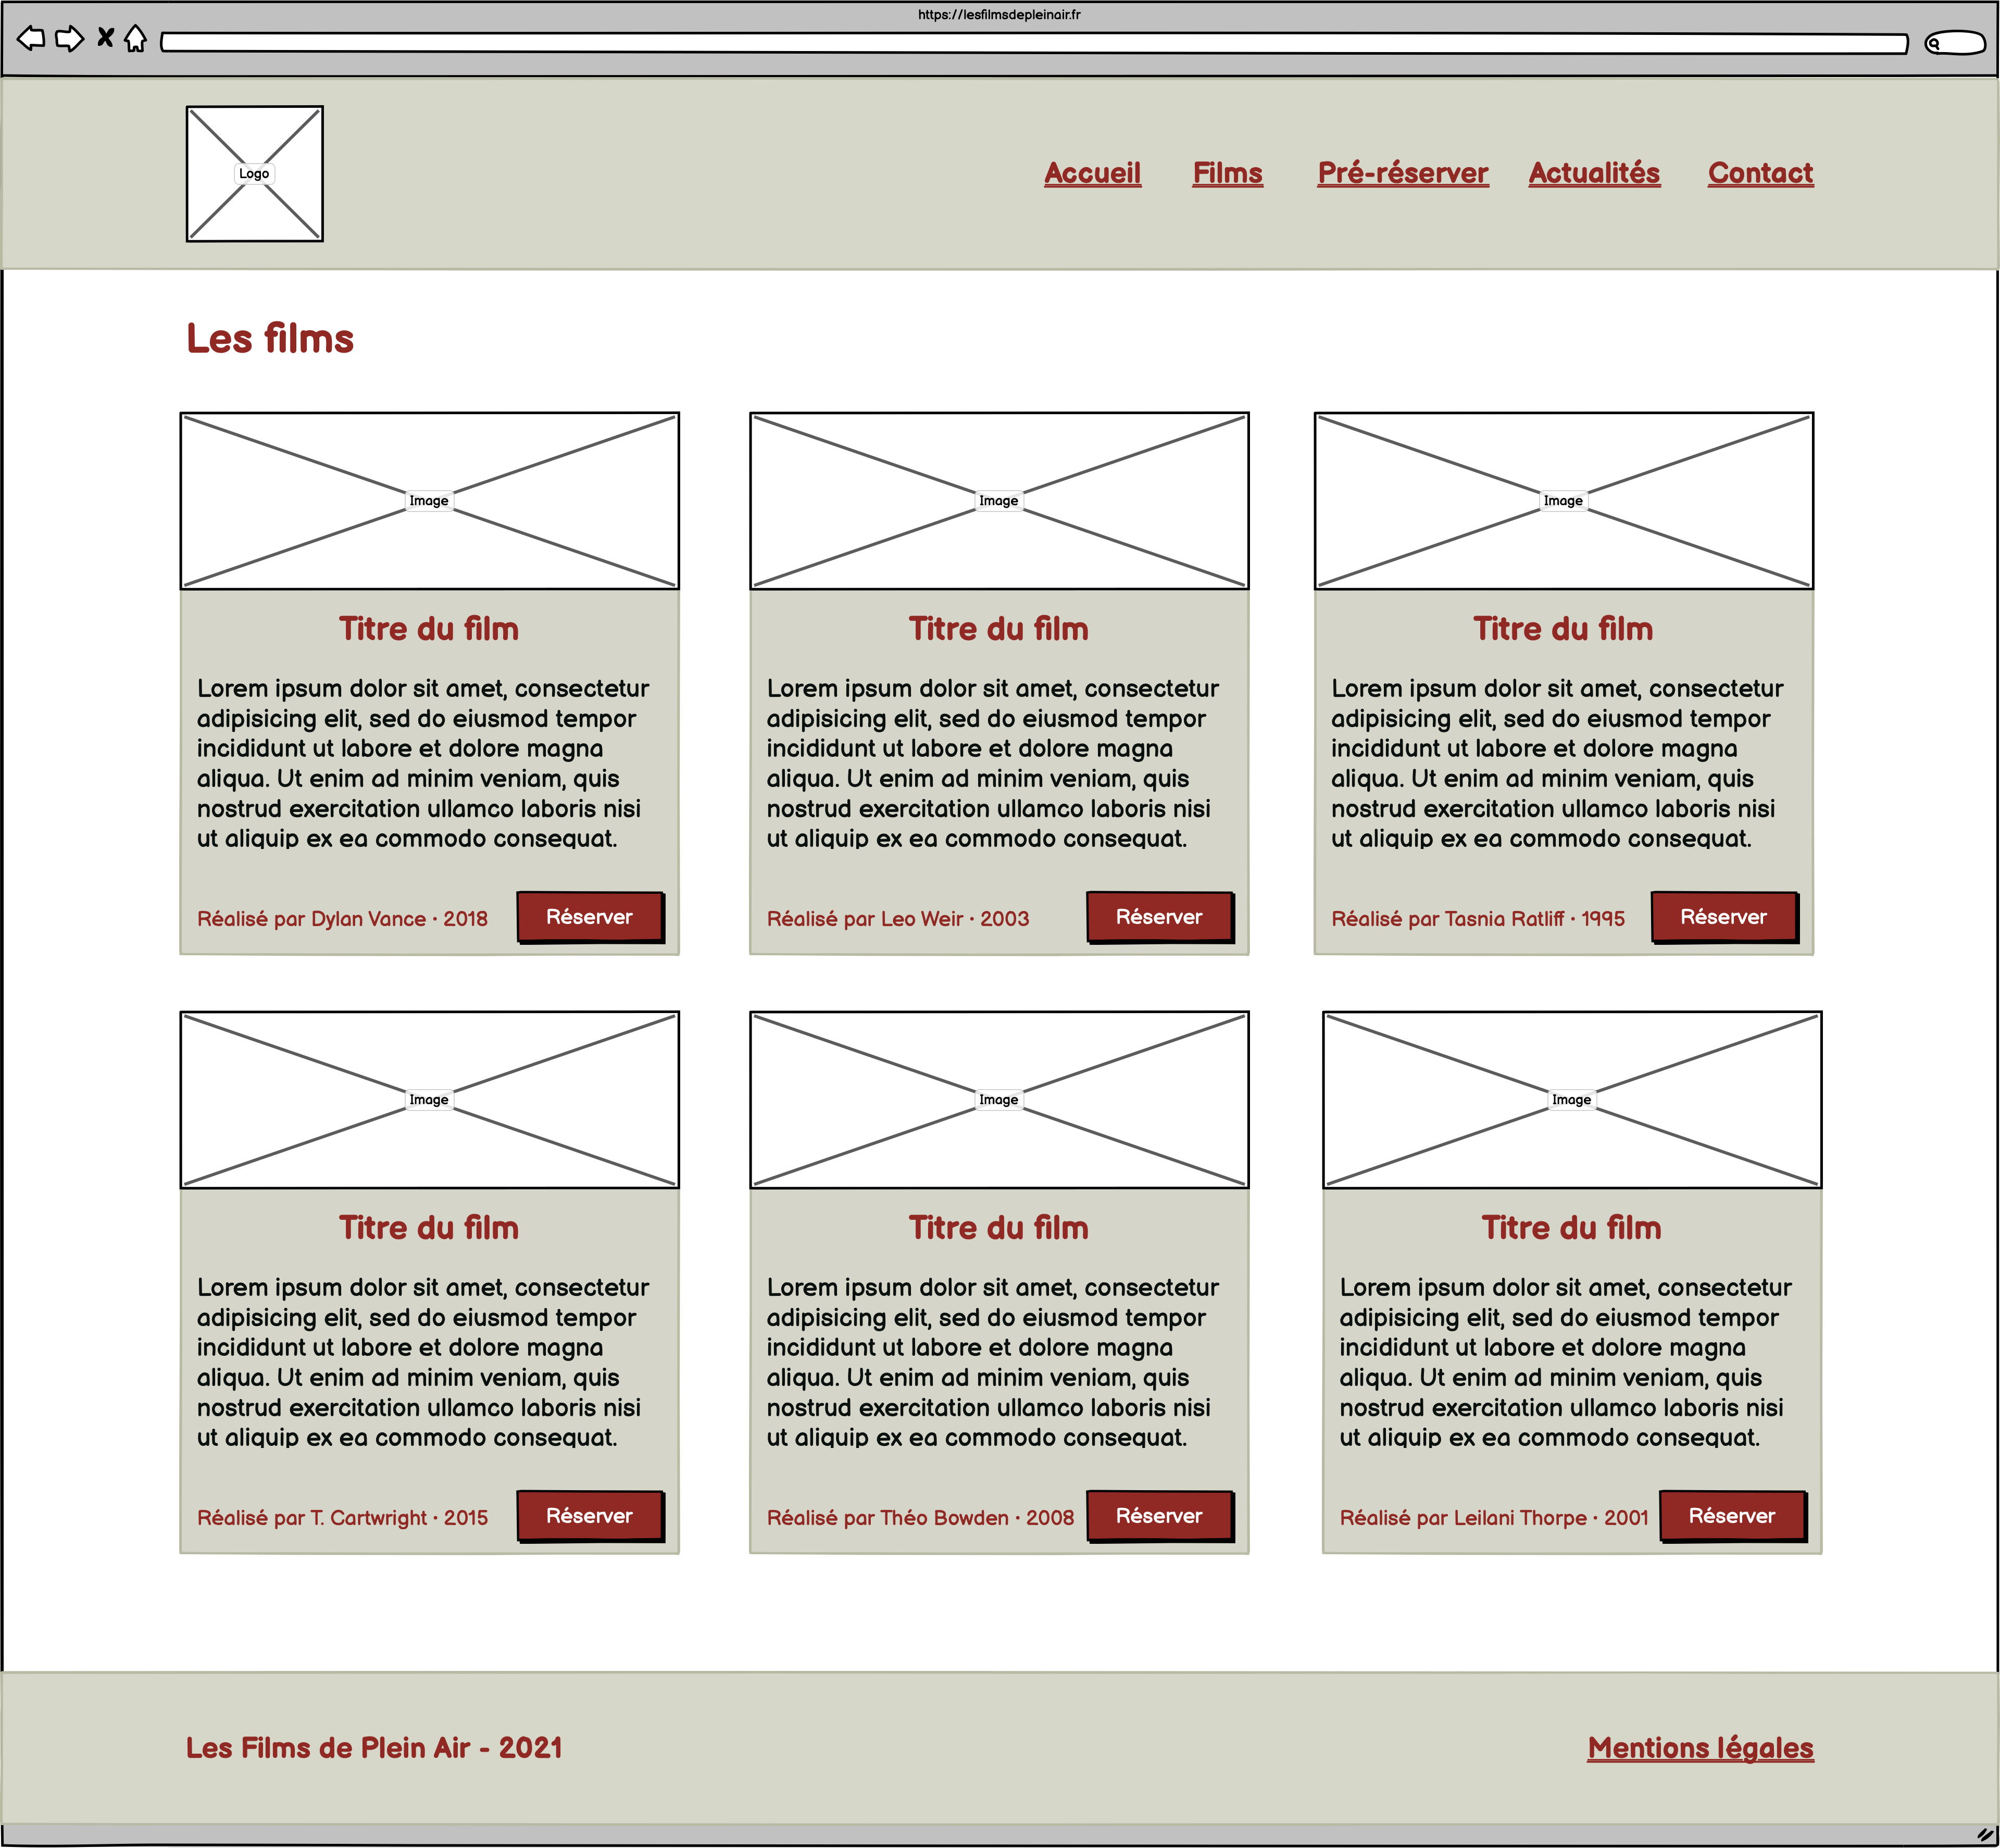 https://lesfilmsdepleinair.fr
Logo
Accueil Films Pré-réserver Actualités Contact
Les films
Image
Titre du film
Lorem ipsum dolor sit amet, consectetur
adipisicing elit, sed do eiusmod tempor
incididunt ut labore et dolore magna
aliqua. Ut enim ad minim veniam, quis
nostrud exercitation ullamco laboris nisi
ut aliquip ex ea commodo consequat.
Réalisé par Dylan Vance · 2018
Réserver
Image
Titre du film
Lorem ipsum dolor sit amet, consectetur
adipisicing elit, sed do eiusmod tempor
incididunt ut labore et dolore magna
aliqua. Ut enim ad minim veniam, quis
nostrud exercitation ullamco laboris nisi
ut aliquip ex ea commodo consequat.
Réalisé par Leo Weir · 2003
Réserver
Image
Titre du film
Lorem ipsum dolor sit amet, consectetur
adipisicing elit, sed do eiusmod tempor
incididunt ut labore et dolore magna
aliqua. Ut enim ad minim veniam, quis
nostrud exercitation ullamco laboris nisi
ut aliquip ex ea commodo consequat.
Réalisé par Tasnia Ratliff · 1995
Réserver
Image
Titre du film
Lorem ipsum dolor sit amet, consectetur
adipisicing elit, sed do eiusmod tempor
incididunt ut labore et dolore magna
aliqua. Ut enim ad minim veniam, quis
nostrud exercitation ullamco laboris nisi
ut aliquip ex ea commodo consequat.
Réalisé par T. Cartwright · 2015
Réserver
Image
Titre du film
Lorem ipsum dolor sit amet, consectetur
adipisicing elit, sed do eiusmod tempor
incididunt ut labore et dolore magna
aliqua. Ut enim ad minim veniam, quis
nostrud exercitation ullamco laboris nisi
ut aliquip ex ea commodo consequat.
Réalisé par Théo Bowden · 2008
Réserver
Image
Titre du film
Lorem ipsum dolor sit amet, consectetur
adipisicing elit, sed do eiusmod tempor
incididunt ut labore et dolore magna
aliqua. Ut enim ad minim veniam, quis
nostrud exercitation ullamco laboris nisi
ut aliquip ex ea commodo consequat.
Réalisé par Leilani Thorpe · 2001
Réserver
Les Films de Plein Air - 2021
Mentions légales